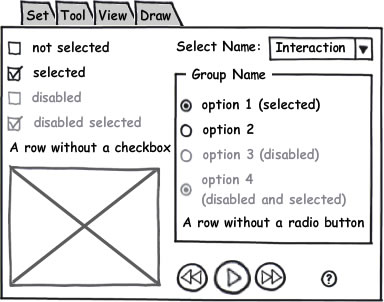 Set Tool View Draw
not selected
selected
disabled
disabled selected
A row without a checkbox
Select Name: Interaction
Group Name
option 1 (selected)
option 2
option 3 (disabled)
option 4
(disabled and selected)
A row without a radio button
?